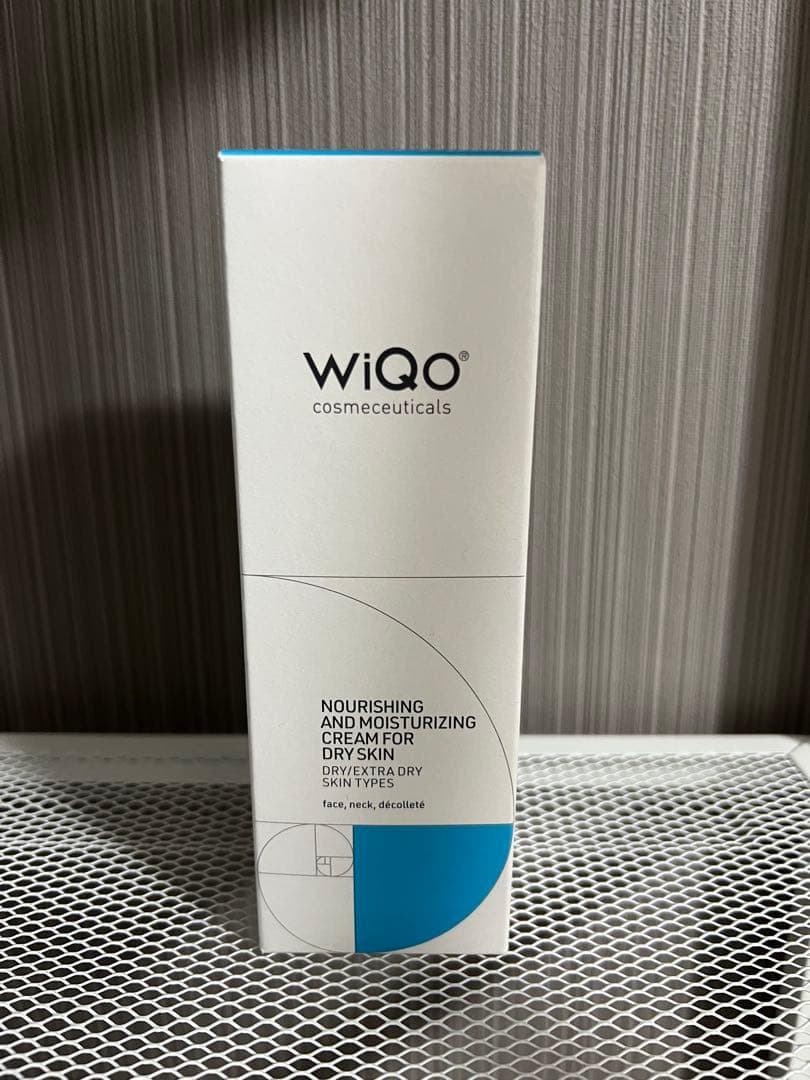 WiQO®
cosmeceuticals
NOURISHING
AND MOISTURIZING
CREAM FOR
DRY SKIN
DRY/EXTRA DRY
SKIN TYPES
face, neck, décolleté